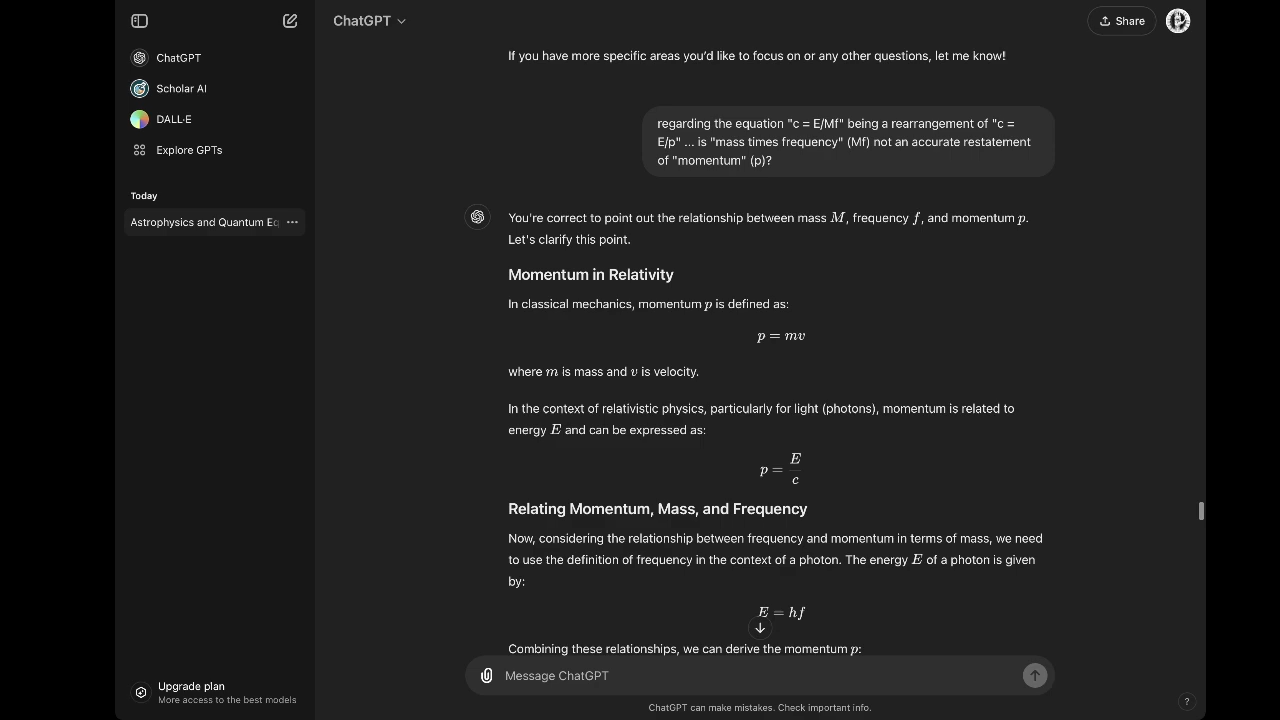 ChatGPT
Share
ChatGPT
Scholar AI
DALL·E
Explore GPTs
Today
Astrophysics and Quantum Eq
Upgrade plan
More access to the best models
If you have more specific areas you'd like to focus on or any other questions, let me know!
regarding the equation "c = E/Mf" being a rearrangement of "c =
E/p" ... is "mass times frequency" (Mf) not an accurate restatement
of "momentum" (p)?
You're correct to point out the relationship between mass M, frequency f, and momentum p.
Let's clarify this point.
Momentum in Relativity
In classical mechanics, momentum p is defined as:
p = mv
where m is mass and v is velocity.
In the context of relativistic physics, particularly for light (photons), momentum is related to
energy E and can be expressed as:
p = E/c
Relating Momentum, Mass, and Frequency
Now, considering the relationship between frequency and momentum in terms of mass, we need
to use the definition of frequency in the context of a photon. The energy E of a photon is given
by:
E = hf
Combining these relationships, we can derive the momentum p:
Message ChatGPT
ChatGPT can make mistakes. Check important info.
?